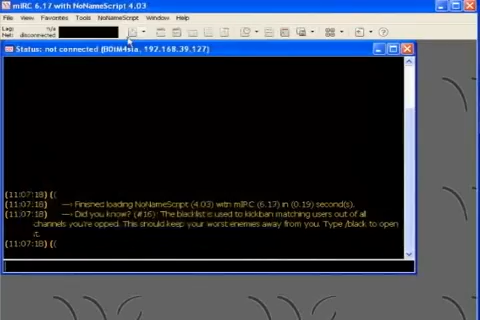 mIRC 6.17 with NoNameScript 4.03
File View Favorites Tools NoNameScript Window Help
Lag: n/a
Net: disconnected
Status: not connected (B0tM4sta, 192.168.39.127)
(11:07:18) ((
(11:07:18) —› Finished loading NoNameScript (4.03) with mIRC (6.17) in (0.19) second(s).
(11:07:18) —› Did you know? (#16): The blacklist is used to kickban matching users out of all
channels you're opped. This should keep your worst enemies away from you. Type /black to open
it.
(11:07:18) ((